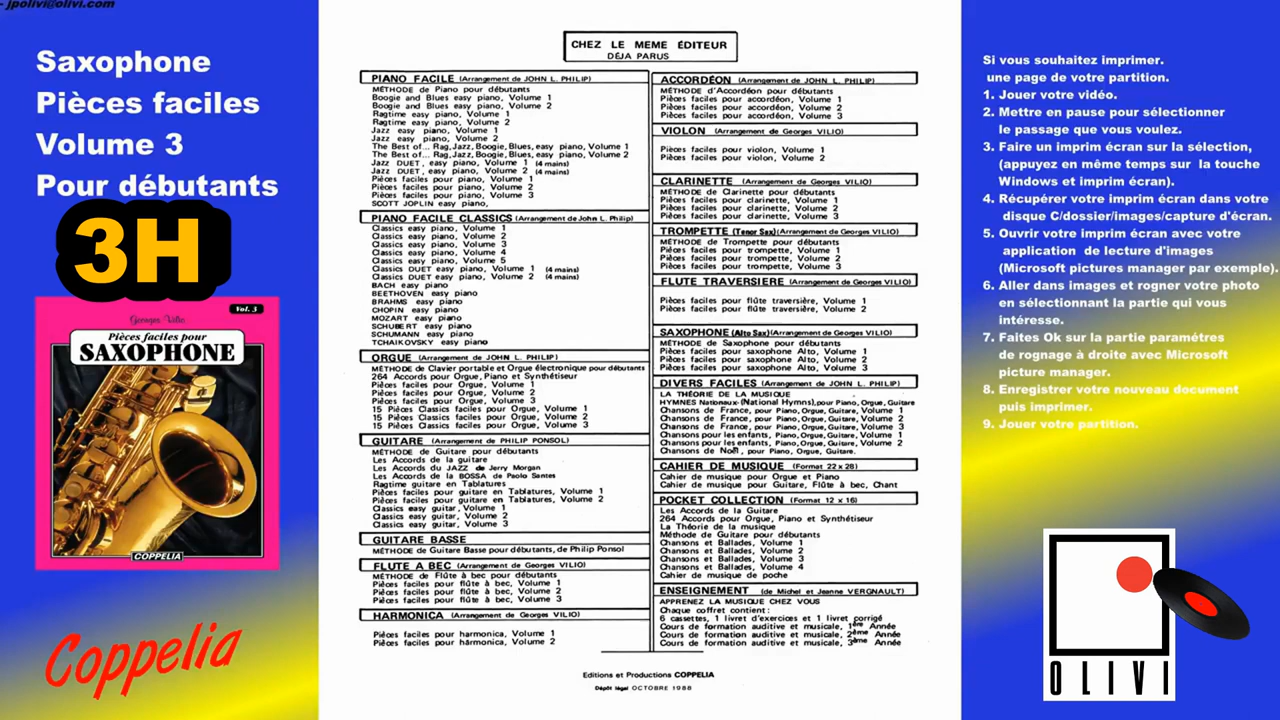 - jpolivi@olivi.com
Saxophone
Pièces faciles
Volume 3
Pour débutants
3H
Vol. 3
Georges Vilio
Pièces faciles pour
SAXOPHONE
COPPELIA
Coppelia
CHEZ LE MEME ÉDITEUR
DÉJA PARUS
PIANO FACILE (Arrangement de JOHN L. PHILIP)
MÉTHODE de Piano pour débutants
Boogie and Blues easy piano, Volume 1
Boogie and Blues easy piano, Volume 2
Ragtime easy piano, Volume 1
Ragtime easy piano, Volume 2
Jazz easy piano, Volume 1
Jazz easy piano, Volume 2
The Best of... Rag, Jazz, Boogie, Blues, easy piano, Volume 1
The Best of... Rag, Jazz, Boogie, Blues, easy piano, Volume 2
Jazz DUET, easy piano, Volume 1 (4 mains)
Jazz DUET, easy piano, Volume 2 (4 mains)
Pièces faciles pour piano, Volume 1
Pièces faciles pour piano, Volume 2
Pièces faciles pour piano, Volume 3
SCOTT JOPLIN easy piano,
PIANO FACILE CLASSICS (Arrangement de John L. Philip)
Classics easy piano, Volume 1
Classics easy piano, Volume 2
Classics easy piano, Volume 3
Classics easy piano, Volume 4
Classics easy piano, Volume 5
Classics DUET easy piano, Volume 1 (4 mains)
Classics DUET easy piano, Volume 2 (4 mains)
BACH easy piano
BEETHOVEN easy piano
BRAHMS easy piano
CHOPIN easy piano
MOZART easy piano
SCHUBERT easy piano
SCHUMANN easy piano
TCHAIKOVSKY easy piano
ORGUE (Arrangement de JOHN L. PHILIP)
MÉTHODE de Clavier portable et Orgue électronique pour débutants
264 Accords pour Orgue, Piano et Synthétiseur
Pièces faciles pour Orgue, Volume 1
Pièces faciles pour Orgue, Volume 2
Pièces faciles pour Orgue, Volume 3
15 Pièces Classics faciles pour Orgue, Volume 1
15 Pièces Classics faciles pour Orgue, Volume 2
15 Pièces Classics faciles pour Orgue, Volume 3
GUITARE (Arrangement de PHILIP PONSOL)
MÉTHODE de Guitare pour débutants
Les Accords de la guitare
Les Accords du JAZZ de Jerry Morgan
Les Accords de la BOSSA de Paolo Santes
Ragtime guitare en Tablatures
Pièces faciles pour guitare en Tablatures, Volume 1
Pièces faciles pour guitare en Tablatures, Volume 2
Classics easy guitar, Volume 1
Classics easy guitar, Volume 2
Classics easy guitar, Volume 3
GUITARE BASSE
MÉTHODE de Guitare Basse pour débutants, de Philip Ponsol
FLUTE A BEC (Arrangement de Georges VILIO)
MÉTHODE de Flûte à bec pour débutants
Pièces faciles pour flûte à bec, Volume 1
Pièces faciles pour flûte à bec, Volume 2
Pièces faciles pour flûte à bec, Volume 3
HARMONICA (Arrangement de Georges VILIO)
Pièces faciles pour harmonica, Volume 1
Pièces faciles pour hármonica, Volume 2
ACCORDÉON (Arrangement de JOHN L. PHILIP)
MÉTHODE d'Accordéon pour débutants
Pièces faciles pour accordéon, Volume 1
Pièces faciles pour accordéon, Volume 2
Pièces faciles pour accordéon, Volume 3
VIOLON (Arrangement de Georges VILIO)
Pièces faciles pour violon, Volume 1
Pièces faciles pour violon, Volume 2
CLARINETTE (Arrangement de Georges VILIO)
MÉTHODE de Clarinette pour débutants
Pièces faciles pour clarinette, Volume 1
Pièces faciles pour clarinette, Volume 2
Pièces faciles pour clarinette, Volume 3
TROMPETTE (Tenor Sax) (Arrangement de Georges VILIO)
MÉTHODE de Trompette pour débutants
Pièces faciles pour trompette, Volume 1
Pièces faciles pour trompette, Volume 2
Pièces faciles pour trompette, Volume 3
FLUTE TRAVERSIERE (Arrangement de Georges VILIO)
Pièces faciles pour flûte traversière, Volume 1
Pièces faciles pour flûte traversière, Volume 2
SAXOPHONE (Alto Sax) (Arrangement de Georges VILIO)
MÉTHODE de Saxophone pour débutants
Pièces faciles pour saxophone Alto, Volume 1
Pièces faciles pour saxophone Alto, Volume 2
Pièces faciles pour saxophone Alto, Volume 3
DIVERS FACILES (Arrangement de JOHN L. PHILIP)
LA THÉORIE DE LA MUSIQUE
HYMNES Nationaux (National Hymns), pour Piano, Orgue, Guitare
Chansons de France, pour Piano, Orgue, Guitare, Volume 1
Chansons de France, pour Piano, Orgue, Guitare, Volume 2
Chansons de France, pour Piano, Orgue, Guitare, Volume 3
Chansons pour les enfants, Piano, Orgue, Guitare, Volume 1
Chansons pour les enfants, Piano, Orgue, Guitare, Volume 2
Chansons de Noël, pour Piano, Orgue, Guitare.
CAHIER DE MUSIQUE (Format 22 x 28)
Cahier de musique pour Orgue et Piano
Cahier de musique pour Guitare, Flûte à bec, Chant
POCKET COLLECTION (Format 12 x 16)
Les Accords de la Guitare
264 Accords pour Orgue, Piano et Synthétiseur
La Théorie de la musique
Méthode de Guitare pour débutants
Chansons et Ballades, Volume 1
Chansons et Ballades, Volume 2
Chansons et Ballades, Volume 3
Chansons et Ballades, Volume 4
Cahier de musique de poche
ENSEIGNEMENT (de Michel et Jeanne VERGNAULT)
APPRENEZ LA MUSIQUE CHEZ VOUS
Chaque coffret contient:
6 cassettes, 1 livret d'exercices et 1 livret corrigé
Cours de formation auditive et musicale, 1ère Année
Cours de formation auditive et musicale, 2ème Année
Cours de formation auditive et musicale, 3ème Année
Editions et Productions COPPELIA
Dépôt légal OCTOBRE 1988
Si vous souhaitez imprimer.
une page de votre partition.
1. Jouer votre vidéo.
2. Mettre en pause pour sélectionner
le passage que vous voulez.
3. Faire un imprim écran sur la sélection,
(appuyez en même temps sur la touche
Windows et imprim écran).
4. Récupérer votre imprim écran dans votre
disque C/dossier/images/capture d'écran.
5. Ouvrir votre imprim écran avec votre
application de lecture d'images
(Microsoft pictures manager par exemple).
6. Aller dans images et rogner votre photo
en sélectionnant la partie qui vous
intéresse.
7. Faites Ok sur la partie paramétres
de rognage à droite avec Microsoft
picture manager.
8. Enregistrer votre nouveau document
puis imprimer.
9. Jouer votre partition.
OLIVI